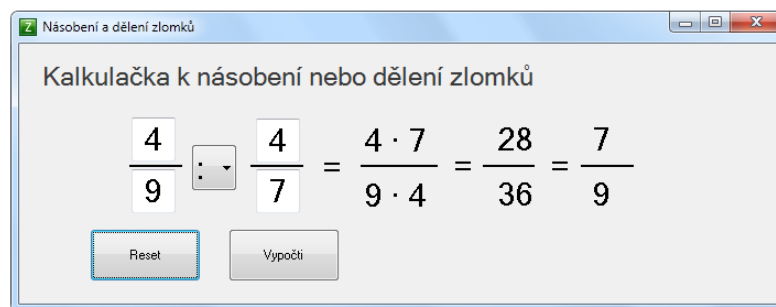 Z Násobení a dělení zlomků
Kalkulačka k násobení nebo dělení zlomků
4 4 4 · 7 28 7
: = = =
9 7 9 · 4 36 9
Reset Vypočti